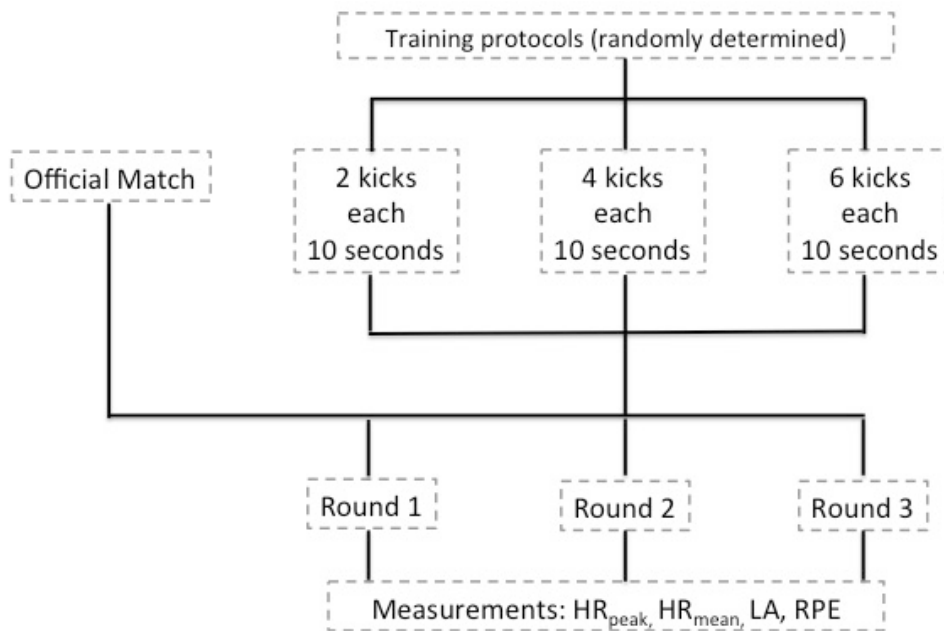 Training protocols (randomly determined)
Official Match
2 kicks
each
10 seconds
4 kicks
each
10 seconds
6 kicks
each
10 seconds
Round 1
Round 2
Round 3
Measurements: HRpeak, HRmean, LA, RPE